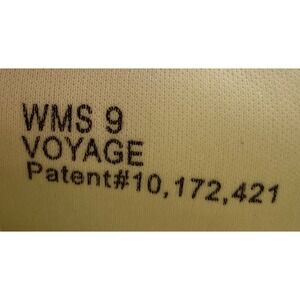 WMS 9
VOYAGE
Patent#10,172,421